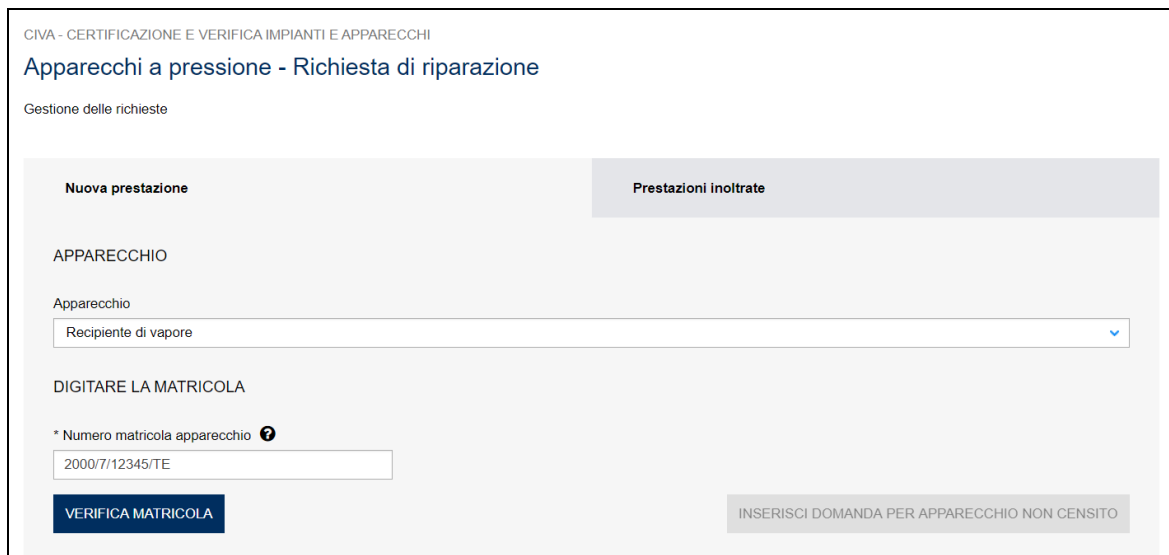 CIVA - CERTIFICAZIONE E VERIFICA IMPIANTI E APPARECCHI
Apparecchi a pressione - Richiesta di riparazione
Gestione delle richieste
Nuova prestazione
Prestazioni inoltrate
APPARECCHIO
Apparecchio
Recipiente di vapore
DIGITARE LA MATRICOLA
* Numero matricola apparecchio ?
2000/7/12345/TE
VERIFICA MATRICOLA
INSERISCI DOMANDA PER APPARECCHIO NON CENSITO